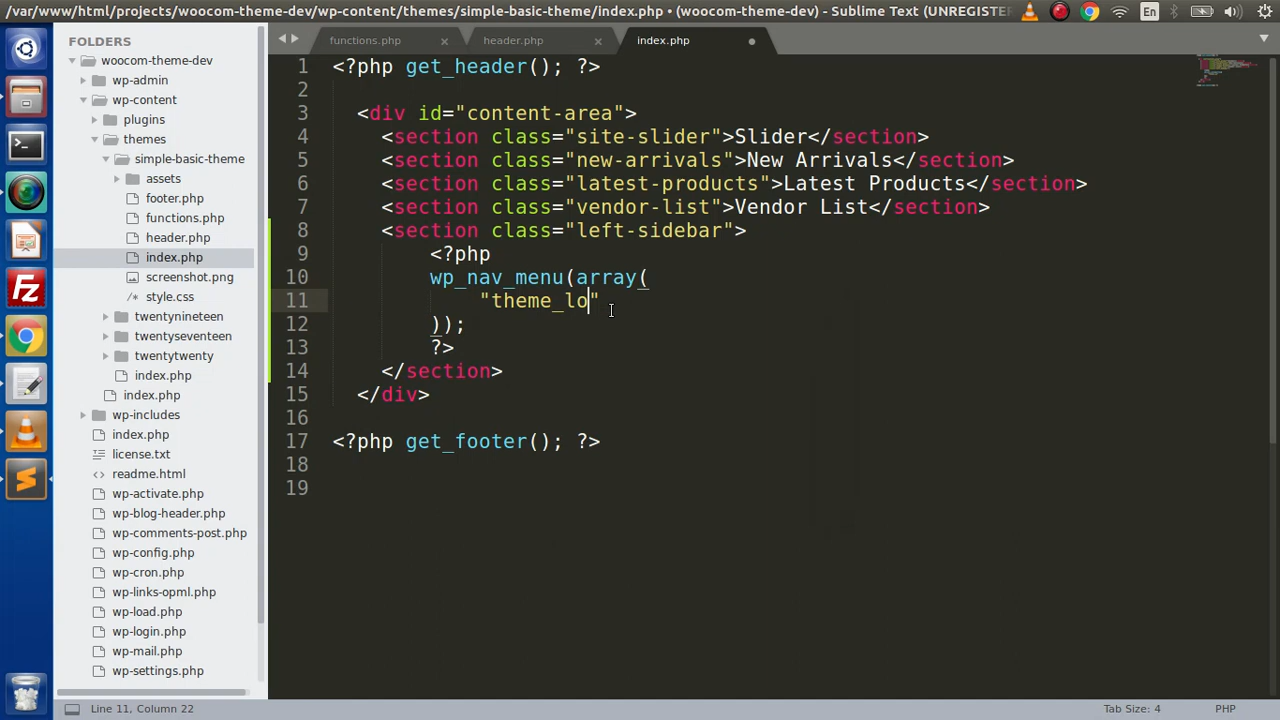 /var/www/html/projects/woocom-theme-dev/wp-content/themes/simple-basic-theme/index.php • (woocom-theme-dev) - Sublime Text (UNREGISTER
En
FOLDERS
woocom-theme-dev
wp-admin
wp-content
plugins
themes
simple-basic-theme
assets
footer.php
functions.php
header.php
index.php
screenshot.png
style.css
twentynineteen
twentyseventeen
twentytwenty
index.php
index.php
wp-includes
index.php
license.txt
readme.html
wp-activate.php
wp-blog-header.php
wp-comments-post.php
wp-config.php
wp-cron.php
wp-links-opml.php
wp-load.php
wp-login.php
wp-mail.php
wp-settings.php
functions.php
header.php
index.php
1 <?php get_header(); ?>
2
3 <div id="content-area">
4 <section class="site-slider">Slider</section>
5 <section class="new-arrivals">New Arrivals</section>
6 <section class="latest-products">Latest Products</section>
7 <section class="vendor-list">Vendor List</section>
8 <section class="left-sidebar">
9 <?php
10 wp_nav_menu(array(
11 "theme_lo"
12 ));
13 ?>
14 </section>
15 </div>
16
17 <?php get_footer(); ?>
18
19
Line 11, Column 22
Tab Size: 4
PHP